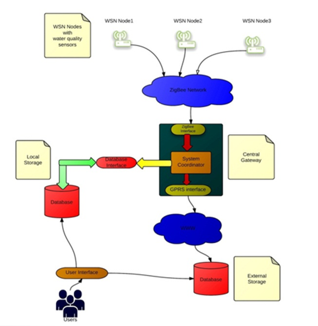 WSN Node1
WSN Node2
WSN Node3
WSN Nodes
with
water quality
sensors
ZigBee Network
ZigBee
Interface
Local
Storage
Database
Interface
System
Coordinator
Central
Gateway
GPRS Interface
Database
User Interface
Database
External
Storage
Users